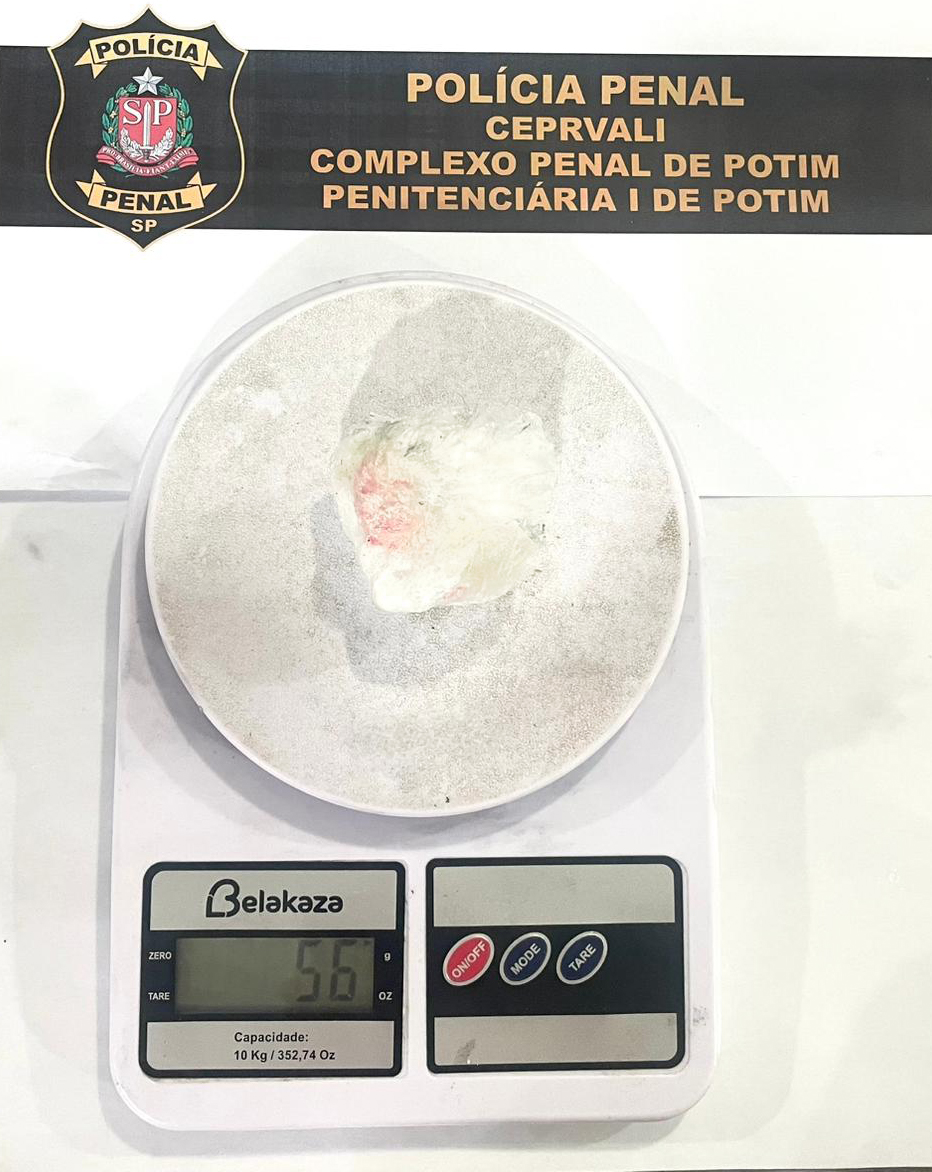 POLÍCIA
SP
PENAL
SP
POLÍCIA PENAL
CEPRVALI
COMPLEXO PENAL DE POTIM
PENITENCIÁRIA I DE POTIM
Belakaza
ZERO
TARE
56
g
OZ
Capacidade:
10 Kg / 352,74 Oz
ON/OFF
MODE
TARE